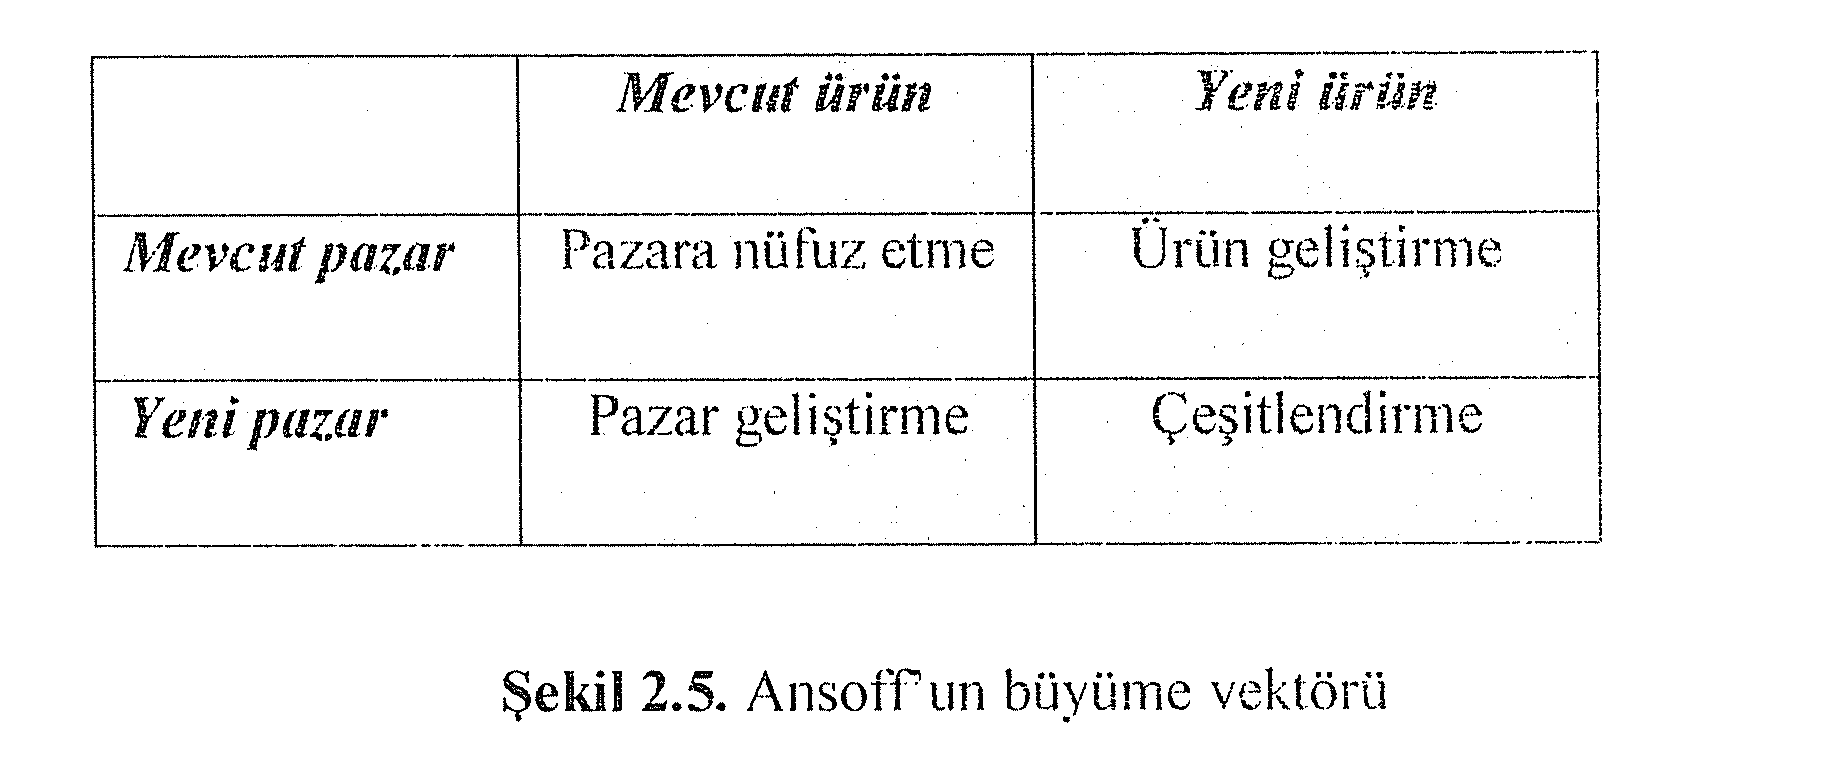 Mevcut ürün Yeni ürün
Mevcut pazar Pazara nüfuz etme Ürün geliştirme
Yeni pazar Pazar geliştirme Çeşitlendirme
Şekil 2.5. Ansoff'un büyüme vektörü